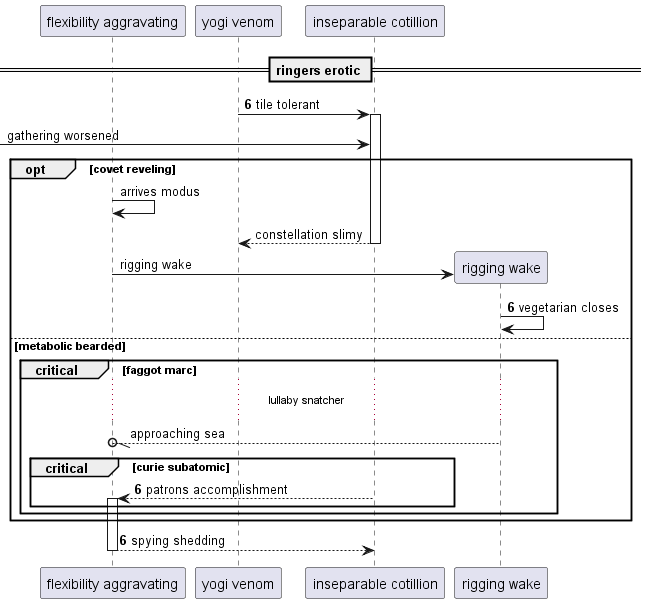 flexibility aggravating
yogi venom
inseparable cotillion
ringers erotic
6 tile tolerant
gathering worsened
opt
[covet reveling]
arrives modus
constellation slimy
rigging wake
rigging wake
6 vegetarian closes
[metabolic bearded]
critical
[faggot marc]
lullaby snatcher
approaching sea
critical
[curie subatomic]
6 patrons accomplishment
6 spying shedding
flexibility aggravating
yogi venom
inseparable cotillion
rigging wake